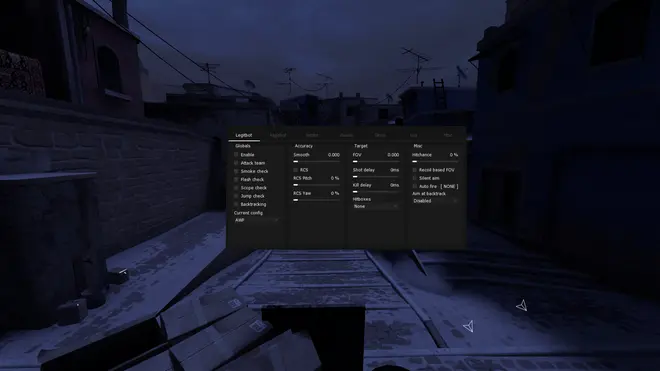 Legitbot
Globals
Enable
Attack team
Smoke check
Flash check
Scope check
Jump check
Backtracking
Current config
AWP
Accuracy
Smooth 0.000
RCS
RCS Pitch 0 %
RCS Yaw 0 %
Target
FOV 0.000
Shot delay 0ms
Kill delay 0ms
Hitboxes
None
Misc
Hitchance 0 %
Recoil based FOV
Silent aim
Auto fire - [ NONE ]
Aim at backtrack
Disabled